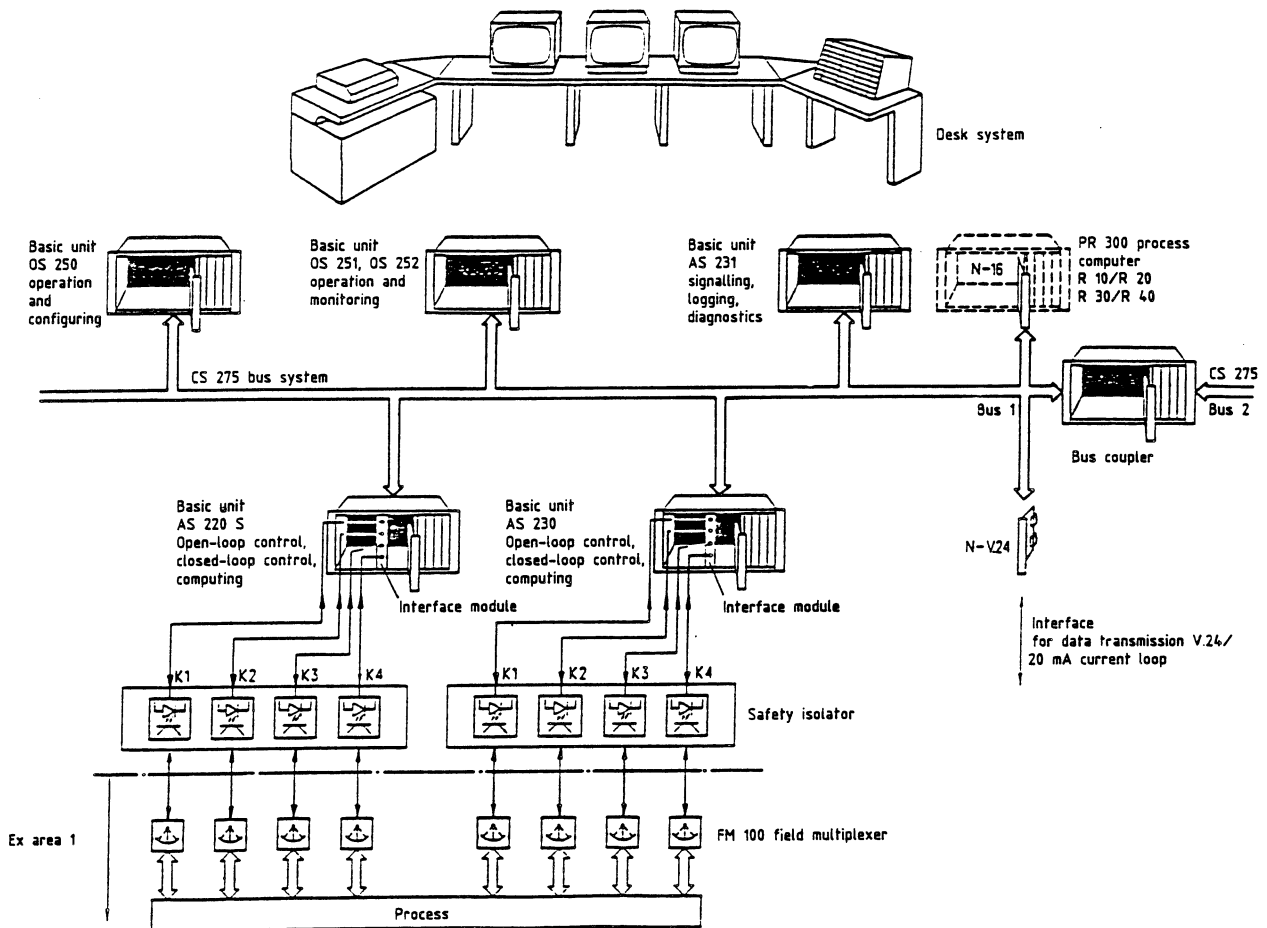 Desk system
Basic unit
OS 250
operation
and
configuring
Basic unit
OS 251, OS 252
operation and
monitoring
Basic unit
AS 231
signalling,
logging,
diagnostics
N-16
PR 300 process
computer
R 10/R 20
R 30/R 40
CS 275 bus system
Bus 1
CS 275
Bus 2
Bus coupler
Basic unit
AS 220 S
Open-loop control,
closed-loop control,
computing
Interface module
Basic unit
AS 230
Open-loop control,
closed-loop control,
computing
Interface module
N-V.24
Interface
for data transmission V.24/
20 mA current loop
K1
K2
K3
K4
K1
K2
K3
K4
Safety isolator
Ex area 1
FM 100 field multiplexer
Process